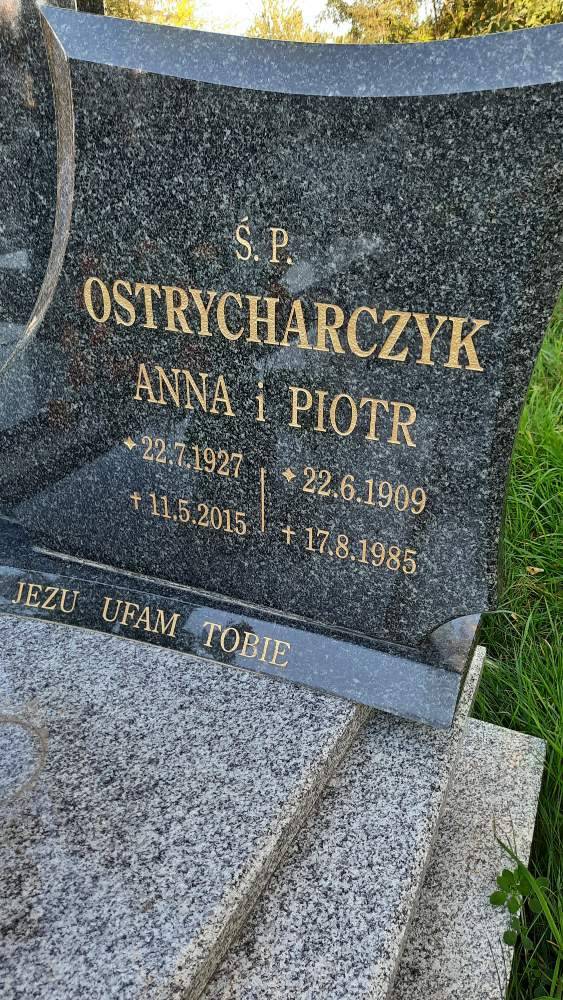 Ś. P.
OSTRYCHARCZYK
ANNA i PIOTR
✦ 22.7.1927 | ✦ 22.6.1909
† 11.5.2015 | † 17.8.1985
JEZU UFAM TOBIE